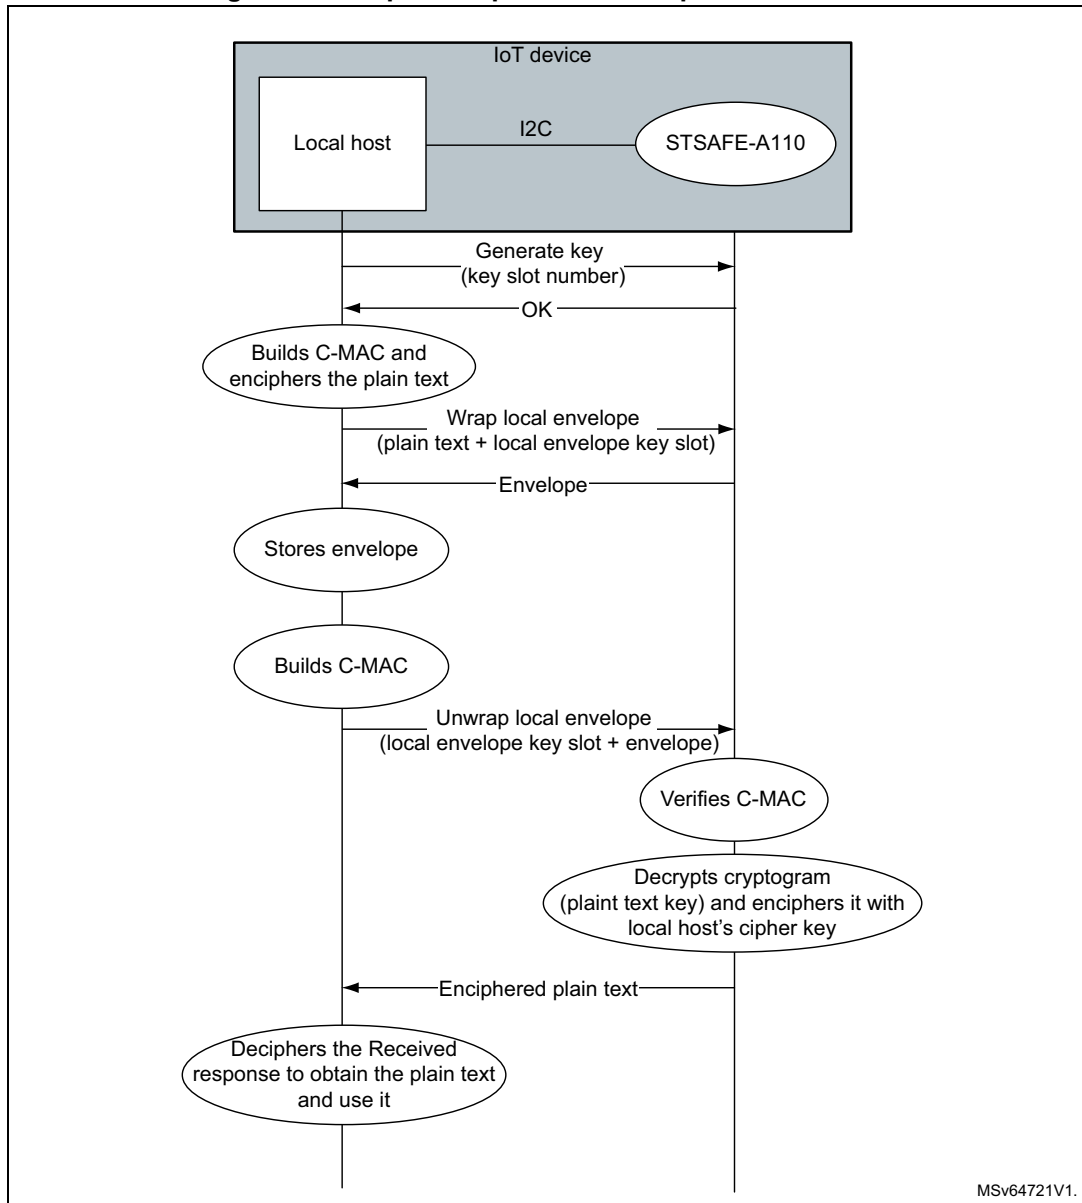 IoT device
Local host
I2C
STSAFE-A110
Generate key
(key slot number)
OK
Builds C-MAC and
enciphers the plain text
Wrap local envelope
(plain text + local envelope key slot)
Envelope
Stores envelope
Builds C-MAC
Unwrap local envelope
(local envelope key slot + envelope)
Verifies C-MAC
Decrypts cryptogram
(plaint text key) and enciphers it with
local host's cipher key
Enciphered plain text
Deciphers the Received
response to obtain the plain text
and use it
MSv64721V1.